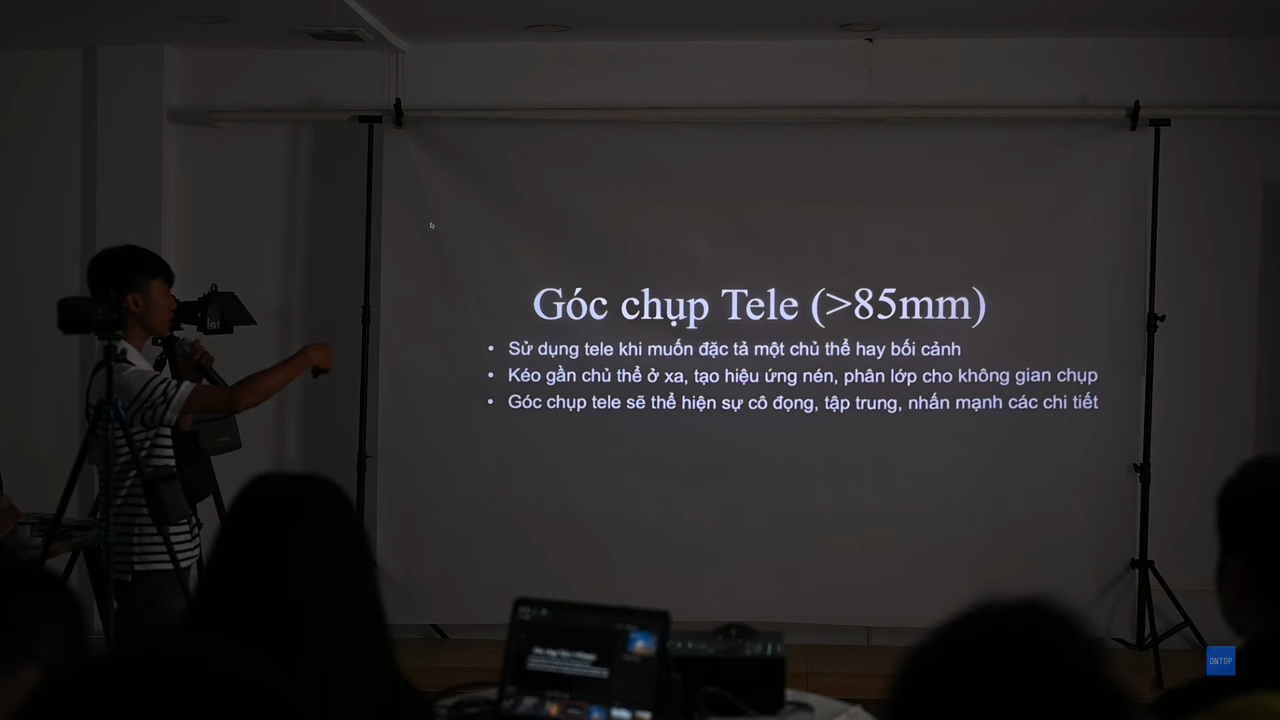 Góc chụp Tele (>85mm)
• Sử dụng tele khi muốn đặc tả một chủ thể hay bối cảnh
• Kéo gần chủ thể ở xa, tạo hiệu ứng nén, phân lớp cho không gian chụp
• Góc chụp tele sẽ thể hiện sự cô đọng, tập trung, nhấn mạnh các chi tiết
ONTOP